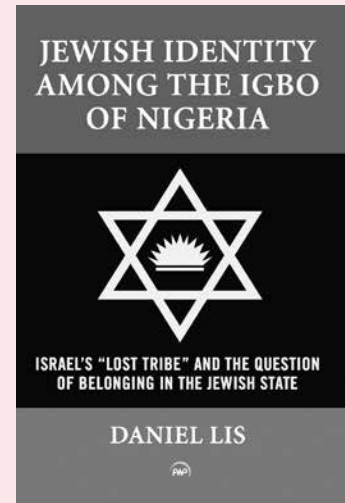 JEWISH IDENTITY
AMONG THE IGBO
OF NIGERIA
ISRAEL'S "LOST TRIBE" AND THE QUESTION
OF BELONGING IN THE JEWISH STATE
DANIEL LIS
AWP